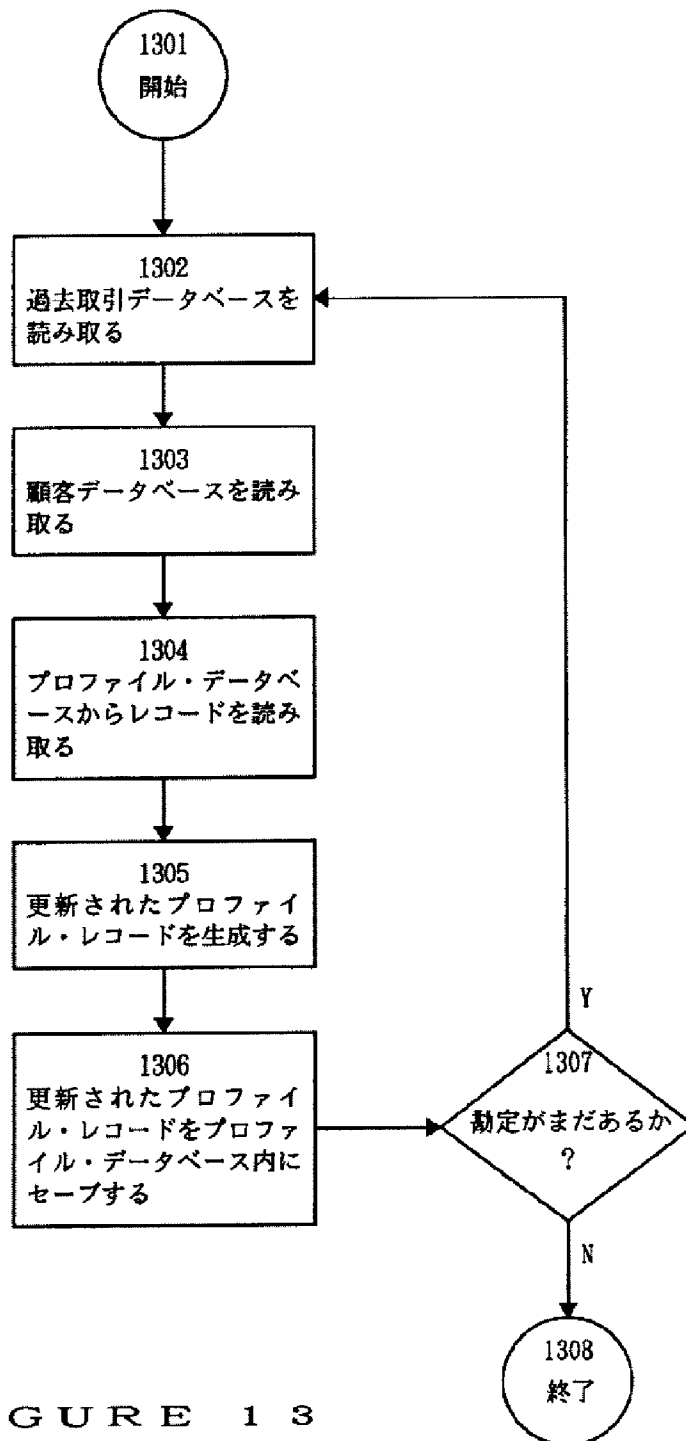 1301
開始
1302
過去取引データベースを
読み取る
1303
顧客データベースを読み
取る
1304
プロファイル・データベ
ースからレコードを読み
取る
1305
更新されたプロファイ
ル・レコードを生成する
1306
更新されたプロファイ
ル・レコードをプロファ
イル・データベース内に
セーブする
Y
1307
勘定がまだあるか
?
N
1308
終了
GURE 13